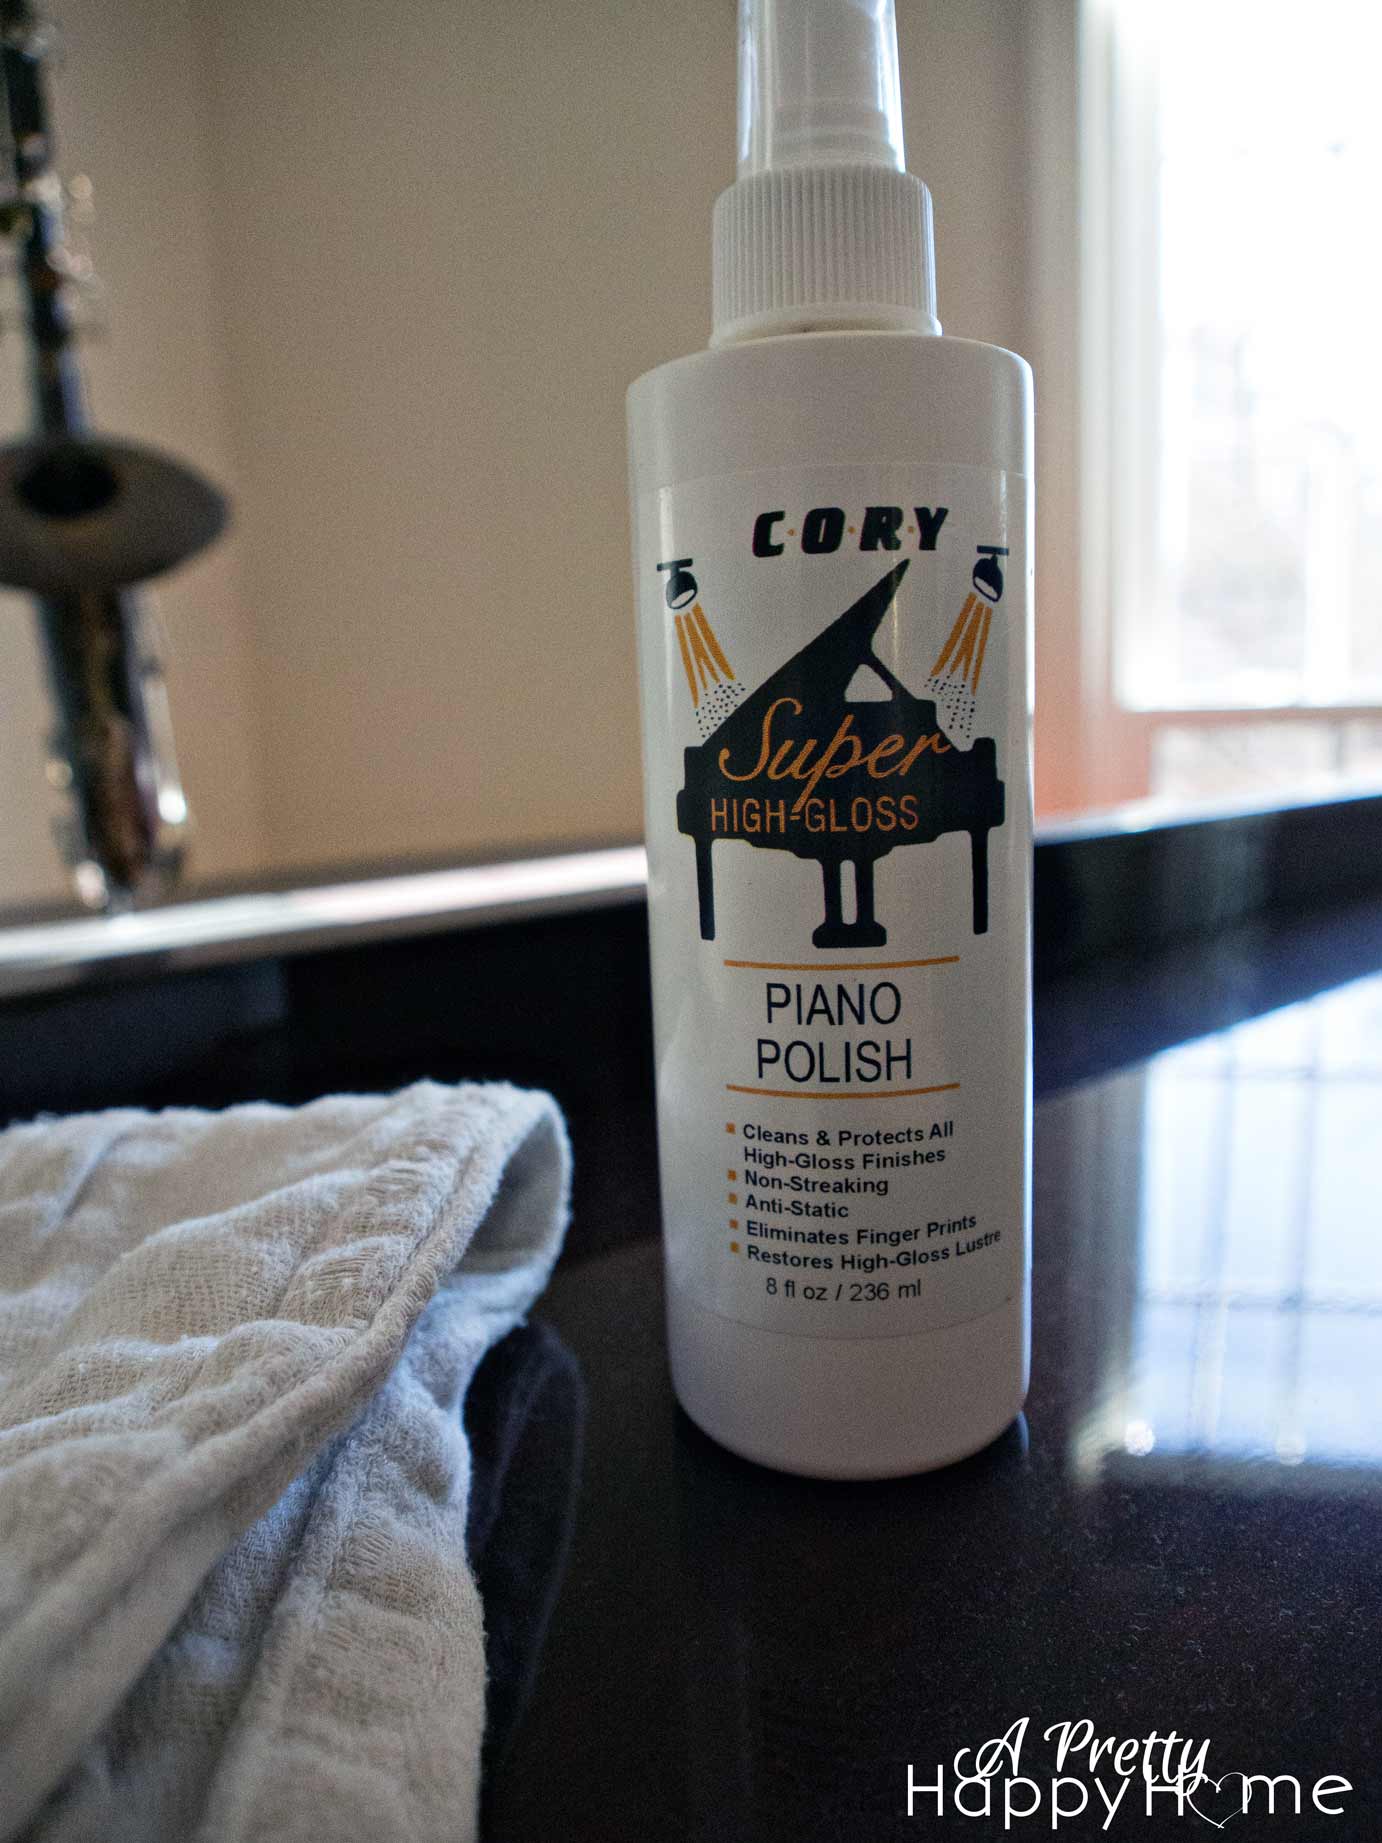 C·O·R·Y
Super
HIGH-GLOSS
PIANO
POLISH
Cleans & Protects All
High-Gloss Finishes
Non-Streaking
Anti-Static
Eliminates Finger Prints
Restores High-Gloss Lustre
8 fl oz / 236 ml
A Pretty
Happy Home